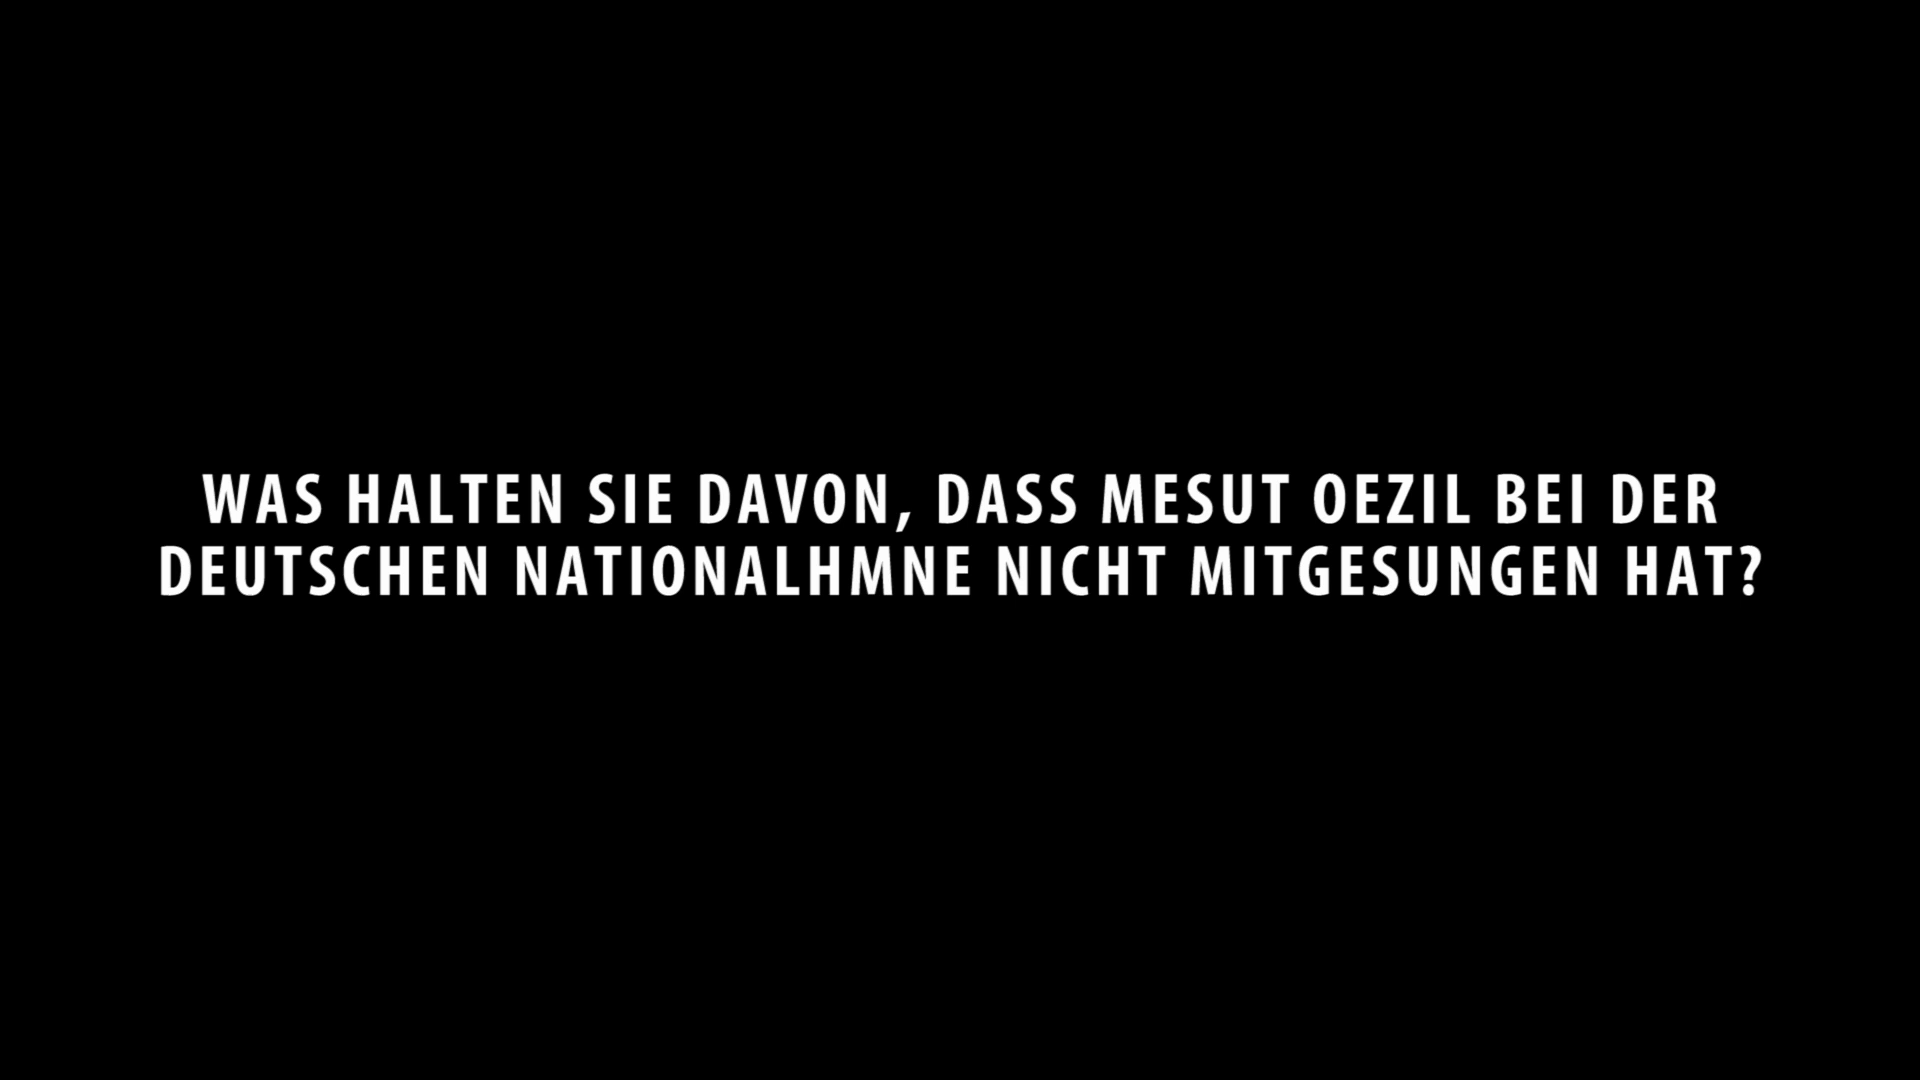 WAS HALTEN SIE DAVON, DASS MESUT OEZIL BEI DER
DEUTSCHEN NATIONALHMNE NICHT MITGESUNGEN HAT?